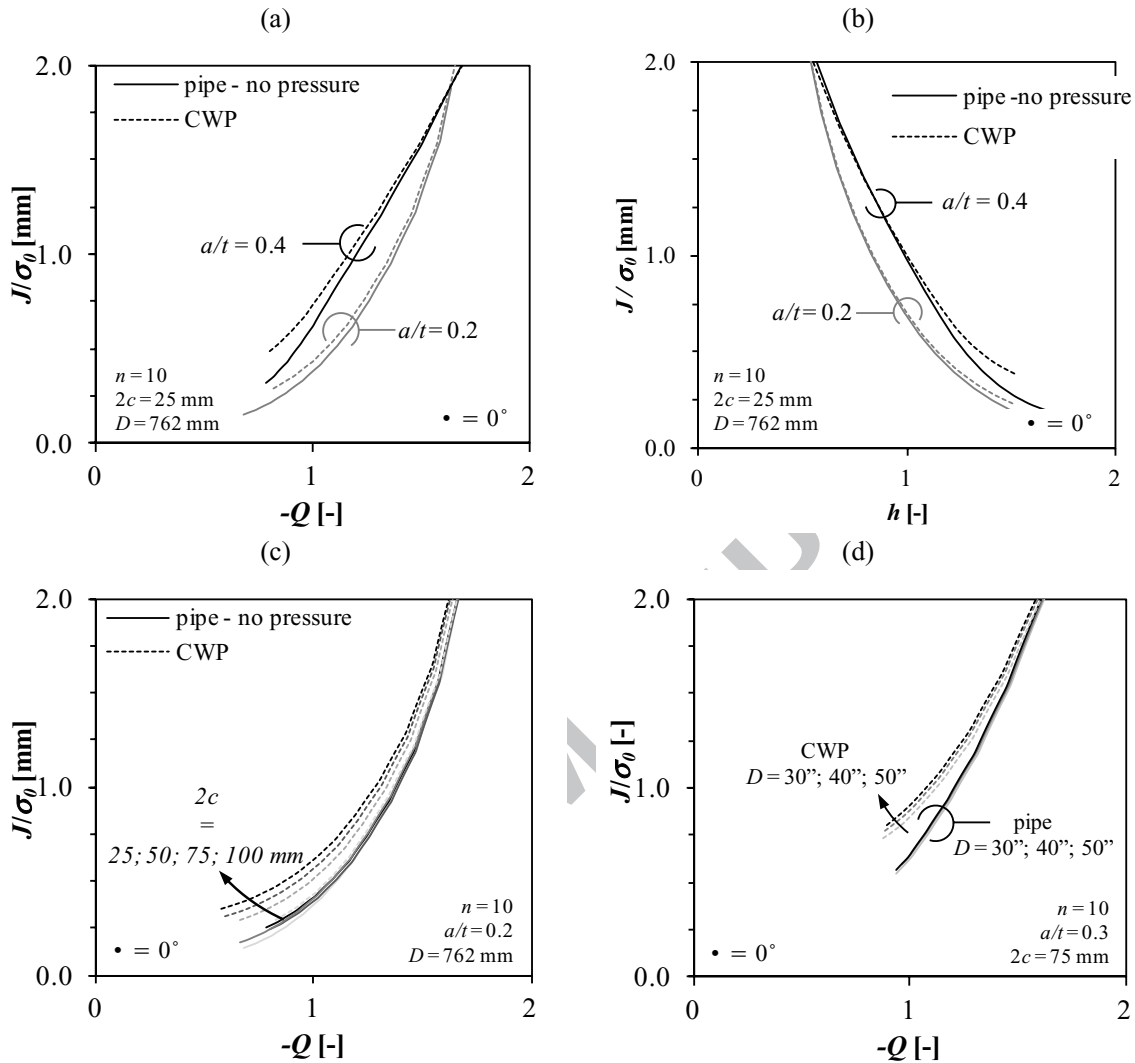 (a)
2.0
pipe - no pressure
CWP
J/σ0 [mm]
a/t = 0.4
1.0
a/t = 0.2
n = 10
2c = 25 mm
D = 762 mm
• = 0°
0.0
0
1
2
-Q [-]
(b)
2.0
pipe -no pressure
CWP
J/ σ0 [mm]
a/t = 0.4
1.0
a/t = 0.2
n = 10
2c = 25 mm
D = 762 mm
• = 0°
0.0
0
1
2
h [-]
(c)
2.0
pipe - no pressure
CWP
J/σ0 [mm]
1.0
2c
=
25; 50; 75; 100 mm
n = 10
a/t = 0.2
D = 762 mm
• = 0°
0.0
0
1
2
-Q [-]
(d)
2.0
J/σ0 [-]
CWP
D = 30”; 40”; 50”
1.0
pipe
D = 30”; 40”; 50”
n = 10
a/t = 0.3
2c = 75 mm
• = 0°
0.0
0
1
2
-Q [-]